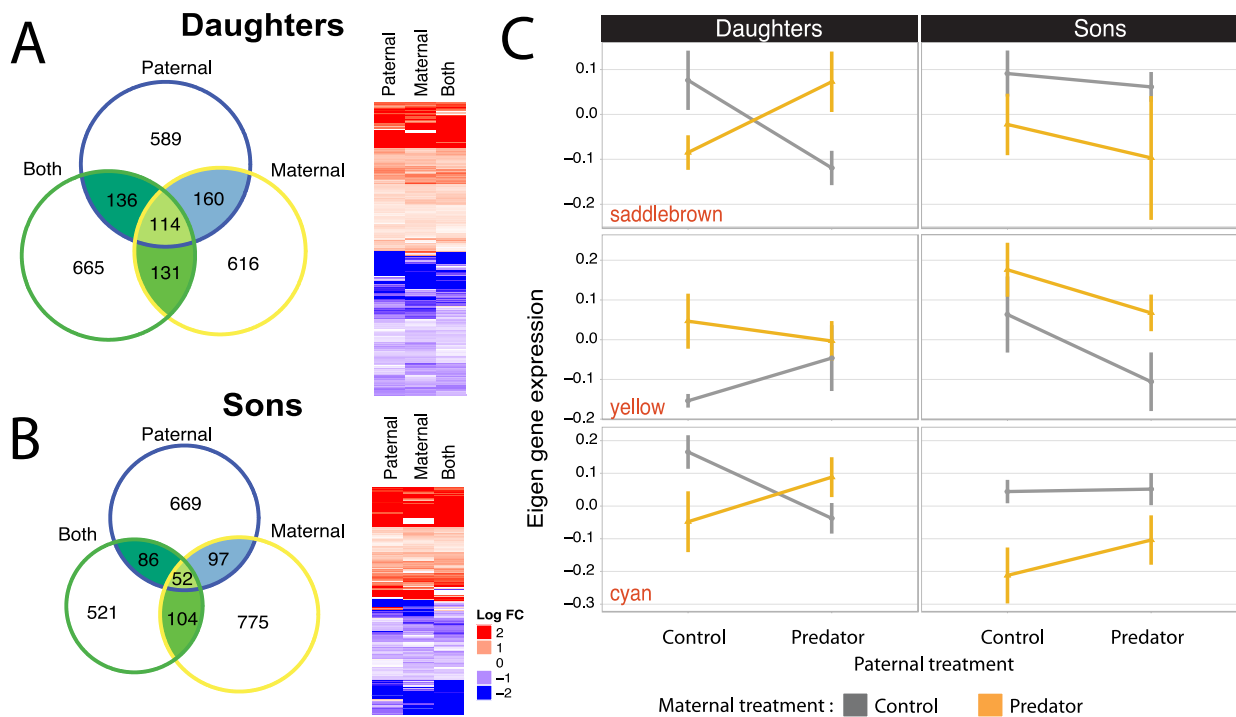 A
Daughters
Paternal
589
Both
Maternal
136
160
114
665
131
616
Paternal
Maternal
Both
B
Sons
Paternal
669
Both
Maternal
86
97
52
521
104
775
Paternal
Maternal
Both
Log FC
2
1
0
−1
−2
C
Daughters
Sons
Eigen gene expression
0.1
0.0
−0.1
−0.2
saddlebrown
0.2
0.1
0.0
−0.1
−0.2
yellow
0.2
0.1
0.0
−0.1
−0.2
−0.3
cyan
Control
Predator
Control
Predator
Paternal treatment
Maternal treatment :
Control
Predator